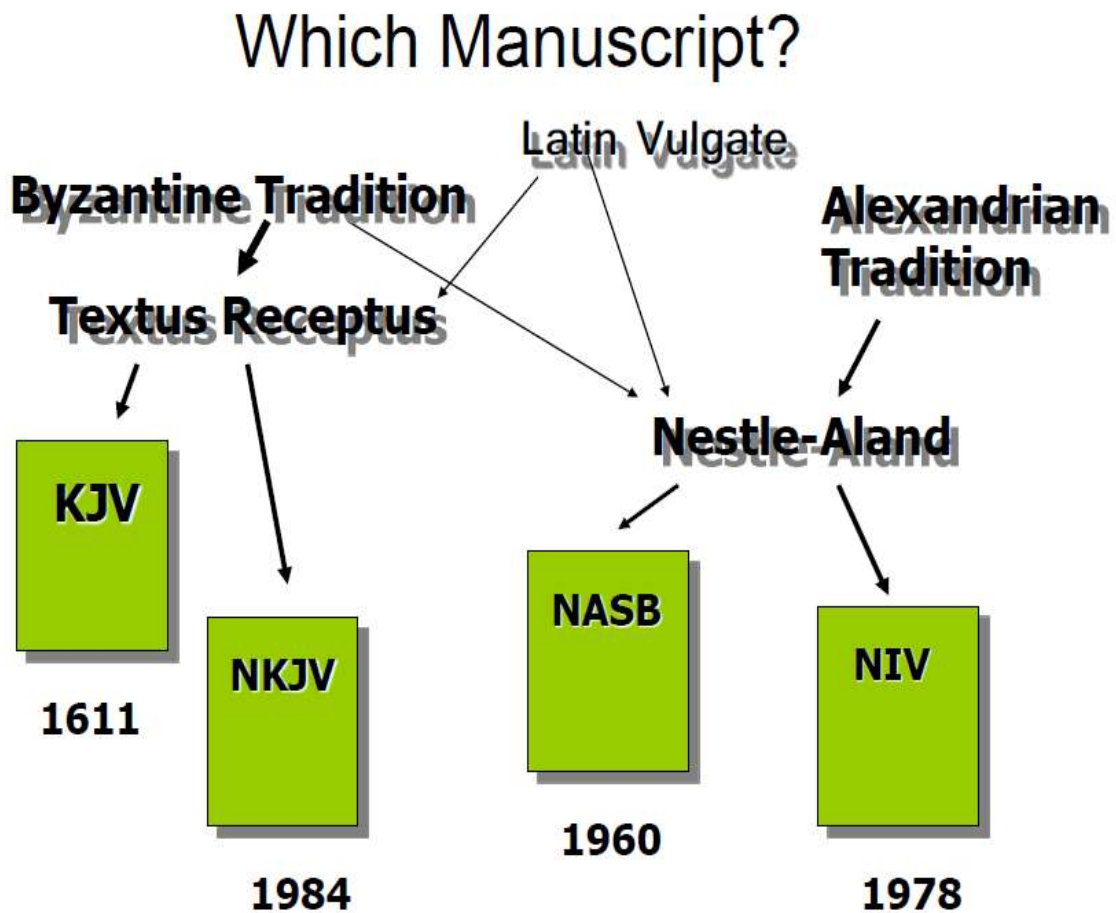 Which Manuscript?
Latin Vulgate
Byzantine Tradition
Alexandrian
Tradition
Textus Receptus
Nestle-Aland
KJV
NASB
NKJV
NIV
1611
1960
1984
1978